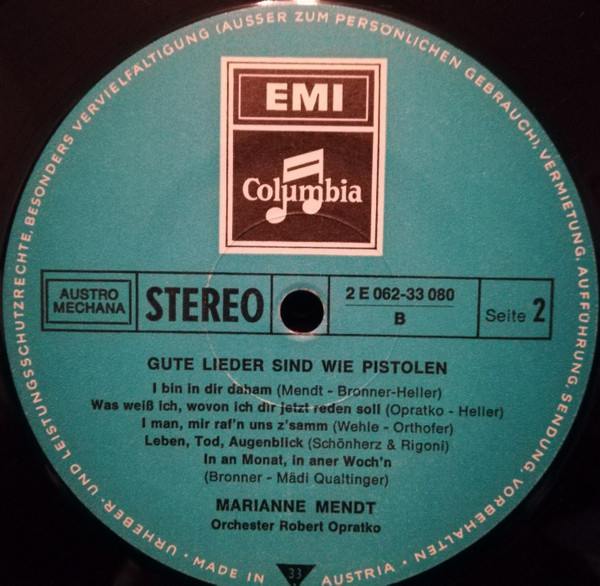 URHEBER- UND LEISTUNGSSCHUTZRECHTE, BESONDERS VERVIELFÄLTIGUNG (AUSSER ZUM PERSÖNLICHEN GEBRAUCH), VERMIETUNG, AUFFÜHRUNG, SENDUNG, VORBEHALTEN ·
EMI
Columbia
AUSTRO
MECHANA
STEREO
2 E 062-33 080
B
Seite 2
GUTE LIEDER SIND WIE PISTOLEN
I bin in dir daham (Mendt - Bronner-Heller)
Was weiß ich, wovon ich dir jetzt reden soll (Opratko - Heller)
I man, mir raf'n uns z'samm (Wehle - Orthofer)
Leben, Tod, Augenblick (Schönherz & Rigoni)
In an Monat, in aner Woch'n
(Bronner - Mädi Qualtinger)
MARIANNE MENDT
Orchester Robert Opratko
· MADE IN AUSTRIA ·
33